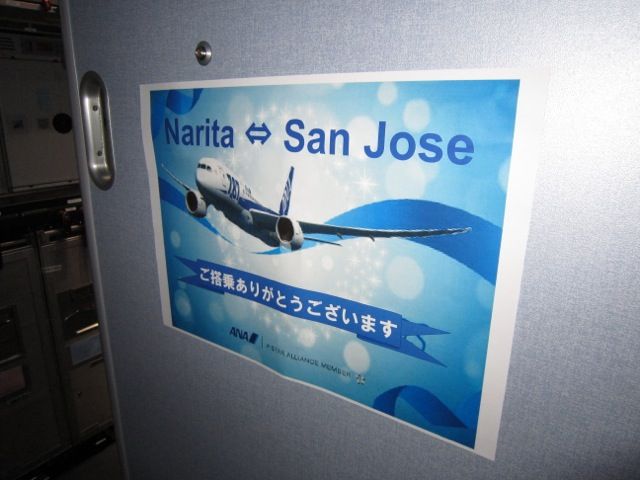 Narita ⇔ San Jose
787
ご搭乗ありがとうございます
ANA
A STAR ALLIANCE MEMBER